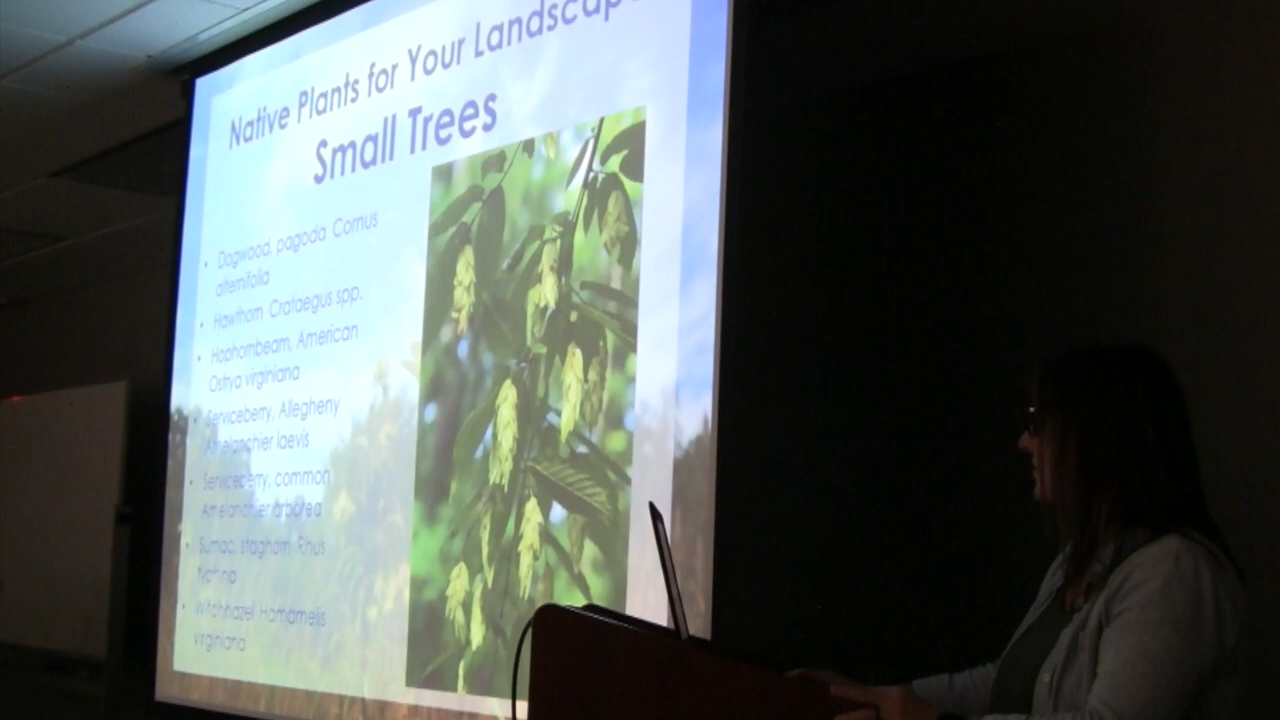 Native Plants for Your Landscape
Small Trees
• Dogwood, pagoda Cornus
alternifolia
• Hawthorn Crataegus spp.
• Hophornbeam, American
Ostrya virginiana
• Serviceberry, Allegheny
Amelanchier laevis
• Serviceberry, common
Amelanchier arborea
• Sumac, staghorn Rhus
typhina
• Witchhazel Hamamelis
virginiana